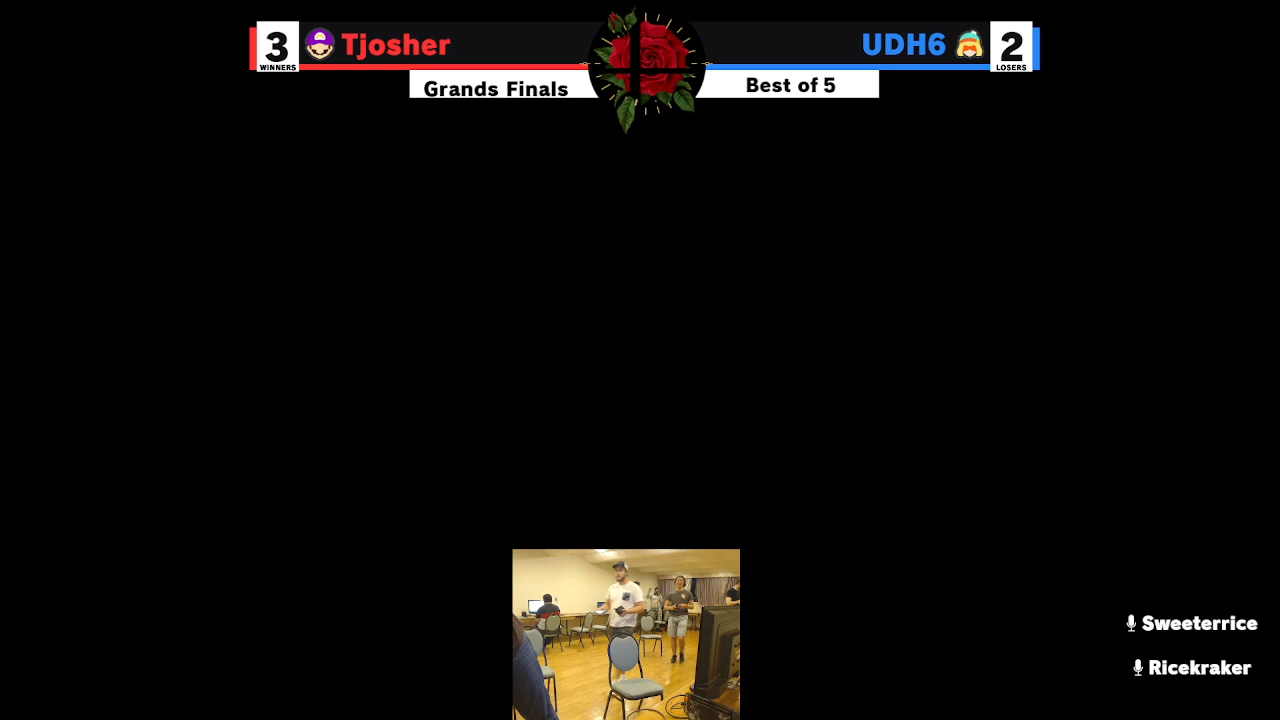 3
WINNERS
Tjosher
UDH6
2
LOSERS
Grands Finals
Best of 5
Sweeterrice
Ricekraker